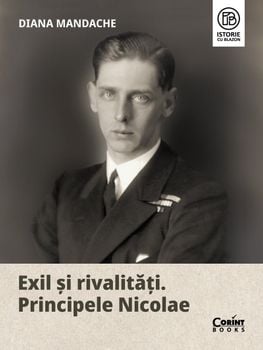 DIANA MANDACHE
ISTORIE
CU BLAZON
Exil și rivalități.
Principele Nicolae
CORINT
BOOKS